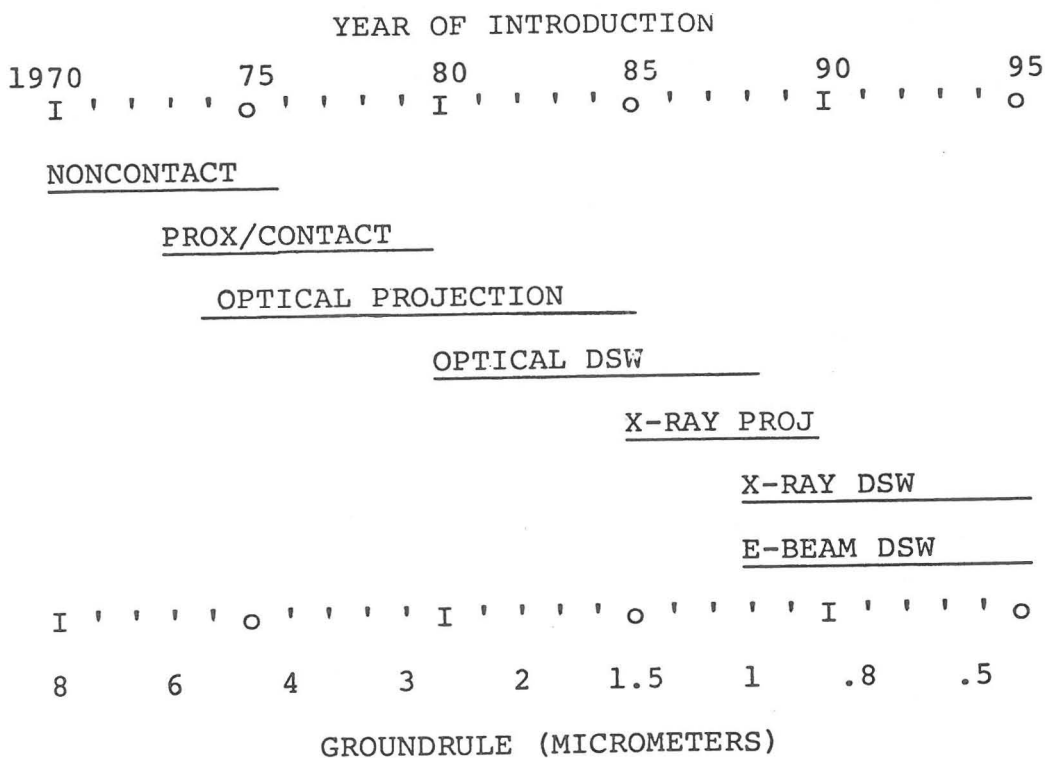 YEAR OF INTRODUCTION
1970 75 80 85 90 95
I ' ' ' ' o ' ' ' ' I ' ' ' ' o ' ' ' ' I ' ' ' ' o
NONCONTACT
PROX/CONTACT
OPTICAL PROJECTION
OPTICAL DSW
X-RAY PROJ
X-RAY DSW
E-BEAM DSW
I ' ' ' ' o ' ' ' ' I ' ' ' ' o ' ' ' ' I ' ' ' ' o
8 6 4 3 2 1.5 1 .8 .5
GROUNDRULE (MICROMETERS)